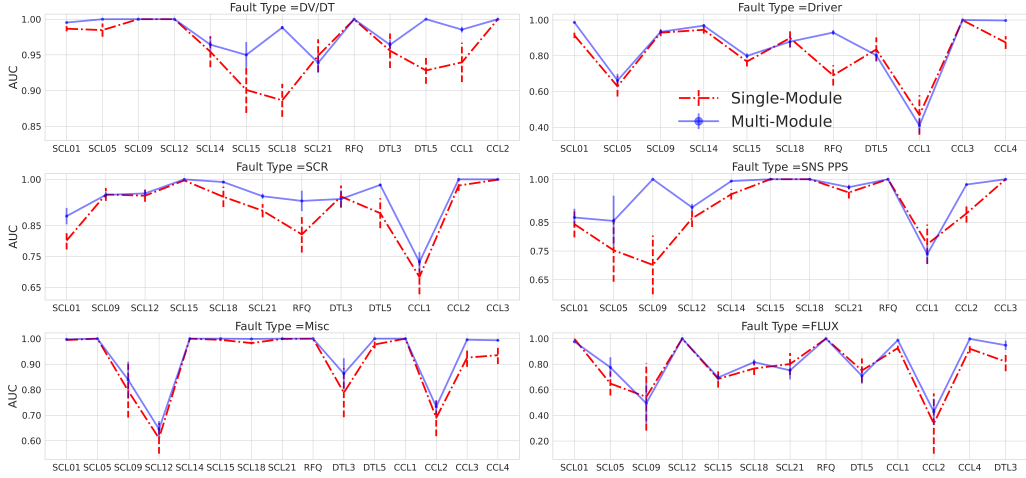 Fault Type =DV/DT
AUC
1.00
0.95
0.90
0.85
SCL01 SCL05 SCL09 SCL12 SCL14 SCL15 SCL18 SCL21 RFQ DTL3 DTL5 CCL1 CCL2
Fault Type =Driver
1.00
0.80
0.60
0.40
Single-Module
Multi-Module
SCL01 SCL05 SCL09 SCL14 SCL15 SCL18 RFQ DTL5 CCL1 CCL3 CCL4
Fault Type =SCR
AUC
1.00
0.85
0.75
0.65
SCL01 SCL09 SCL12 SCL15 SCL18 SCL21 RFQ DTL3 DTL5 CCL1 CCL2 CCL3
Fault Type =SNS PPS
1.00
0.85
0.75
0.65
SCL01 SCL05 SCL09 SCL12 SCL14 SCL15 SCL18 SCL21 RFQ CCL1 CCL2 CCL3
Fault Type =Misc
AUC
1.00
0.90
0.80
0.70
0.60
SCL01 SCL05 SCL09 SCL12 SCL14 SCL15 SCL18 SCL21 RFQ DTL3 DTL5 CCL1 CCL2 CCL3 CCL4
Fault Type =FLUX
1.00
0.80
0.60
0.40
0.20
SCL01 SCL05 SCL09 SCL12 SCL15 SCL18 SCL21 RFQ DTL5 CCL1 CCL2 CCL4 DTL3